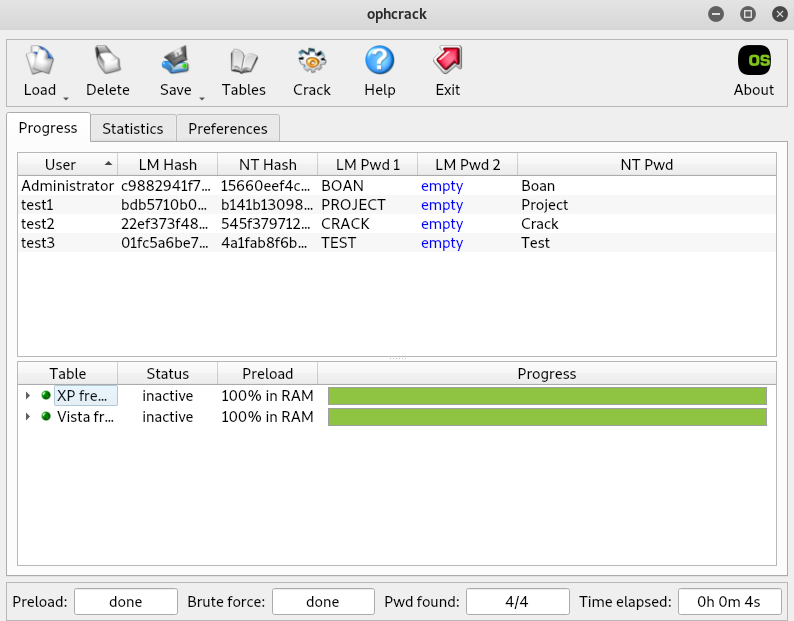 ophcrack
Load Delete Save Tables Crack Help Exit OS About
Progress Statistics Preferences
User LM Hash NT Hash LM Pwd 1 LM Pwd 2 NT Pwd
Administrator c9882941f7... 15660eef4c... BOAN empty Boan
test1 bdb5710b0... b141b13098... PROJECT empty Project
test2 22ef373f48... 545f379712... CRACK empty Crack
test3 01fc5a6be7... 4a1fab8f6b... TEST empty Test
Table Status Preload Progress
XP fre... inactive 100% in RAM
Vista fr... inactive 100% in RAM
Preload: done Brute force: done Pwd found: 4/4 Time elapsed: 0h 0m 4s